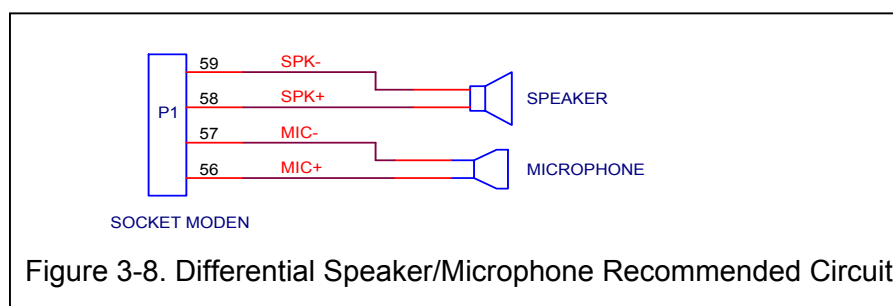 59 SPK-
58 SPK+
SPEAKER
P1
57 MIC-
56 MIC+
MICROPHONE
SOCKET MODEN
Figure 3-8. Differential Speaker/Microphone Recommended Circuit